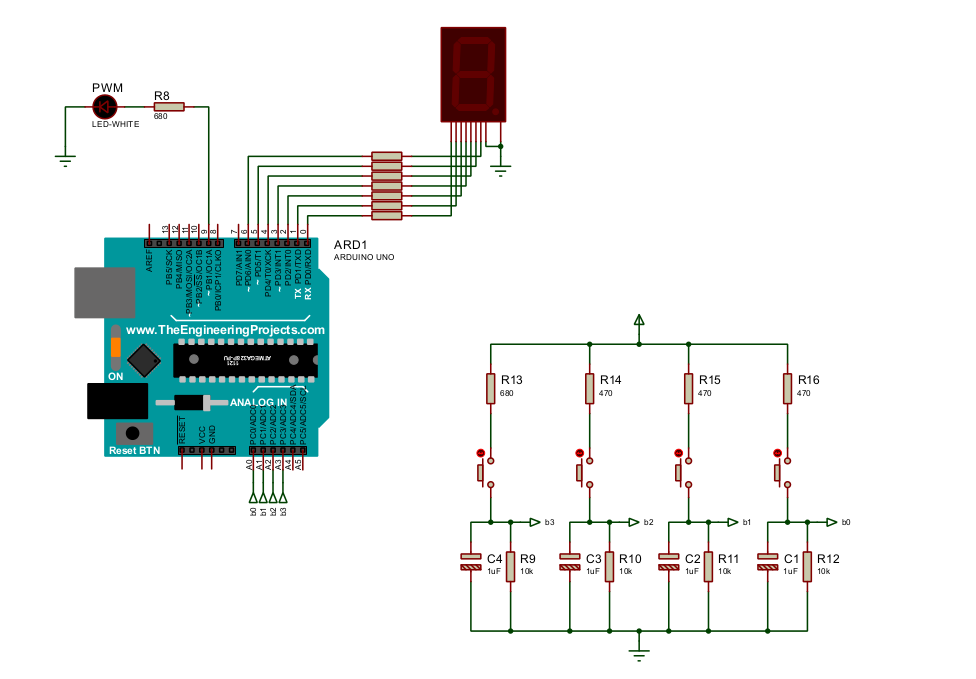 PWM
LED-WHITE
R8
680
ARD1
ARDUINO UNO
AREF
13
12
11
10
9
8
7
6
5
4
3
2
1
0
PB5/SCK
PB4/MISO
~PB3/MOSI/OC2A
~PB2/SS/OC1B
~PB1/OC1A
PB0/ICP1/CLKO
PD7/AIN1
~PD6/AIN0
~PD5/T1
PD4/T0/XCK
~PD3/INT1
PD2/INT0
TX PD1/TXD
RX PD0/RXD
www.TheEngineeringProjects.com
1121
ATMEGA328P-PU
ON
ANALOG IN
Reset BTN
RESET
VCC
GND
PC0/ADC0
PC1/ADC1
PC2/ADC2
PC3/ADC3
PC4/ADC4/SDA
PC5/ADC5/SCL
A0
A1
A2
A3
A4
A5
b0
b1
b2
b3
R13
680
R14
470
R15
470
R16
470
b3
b2
b1
b0
C4
1uF
R9
10k
C3
1uF
R10
10k
C2
1uF
R11
10k
C1
1uF
R12
10k